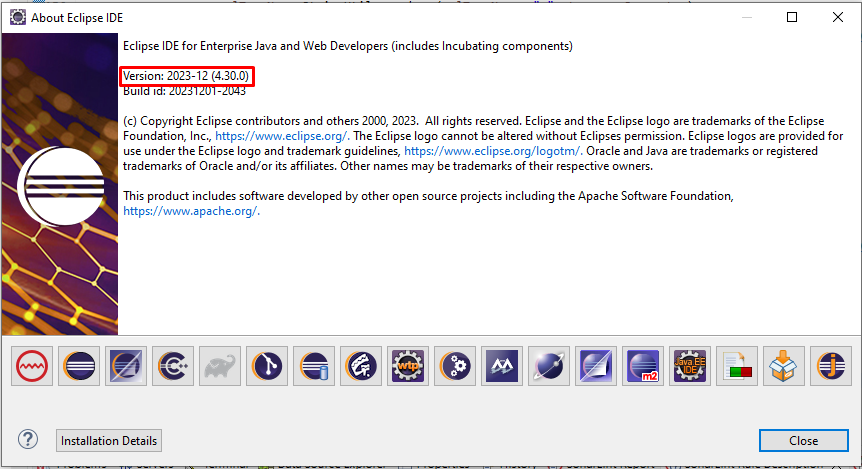 About Eclipse IDE
Eclipse IDE for Enterprise Java and Web Developers (includes Incubating components)
Version: 2023-12 (4.30.0)
Build id: 20231201-2043
(c) Copyright Eclipse contributors and others 2000, 2023.  All rights reserved. Eclipse and the Eclipse logo are trademarks of the Eclipse
Foundation, Inc., https://www.eclipse.org/. The Eclipse logo cannot be altered without Eclipses permission. Eclipse logos are provided for
use under the Eclipse logo and trademark guidelines, https://www.eclipse.org/logotm/. Oracle and Java are trademarks or registered
trademarks of Oracle and/or its affiliates. Other names may be trademarks of their respective owners.
This product includes software developed by other open source projects including the Apache Software Foundation,
https://www.apache.org/.
wtp
m2
Java EE
IDE
j
?
Installation Details
Close